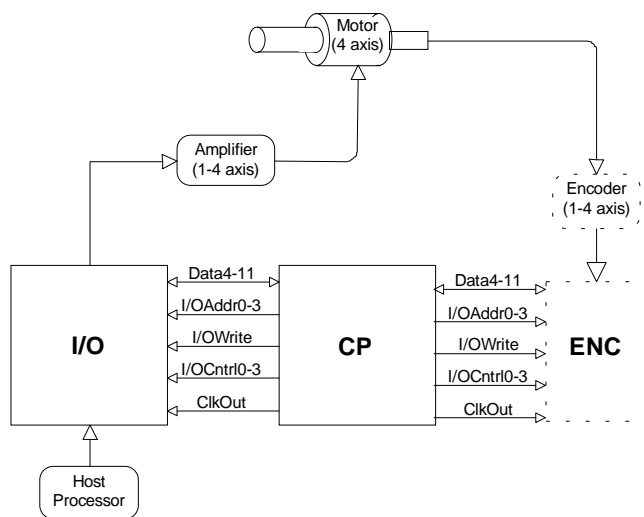 Motor
(4 axis)
Amplifier
(1-4 axis)
Encoder
(1-4 axis)
I/O
Data4-11
I/OAddr0-3
I/OWrite
I/OCntrl0-3
ClkOut
CP
Data4-11
I/OAddr0-3
I/OWrite
I/OCntrl0-3
ClkOut
ENC
Host
Processor